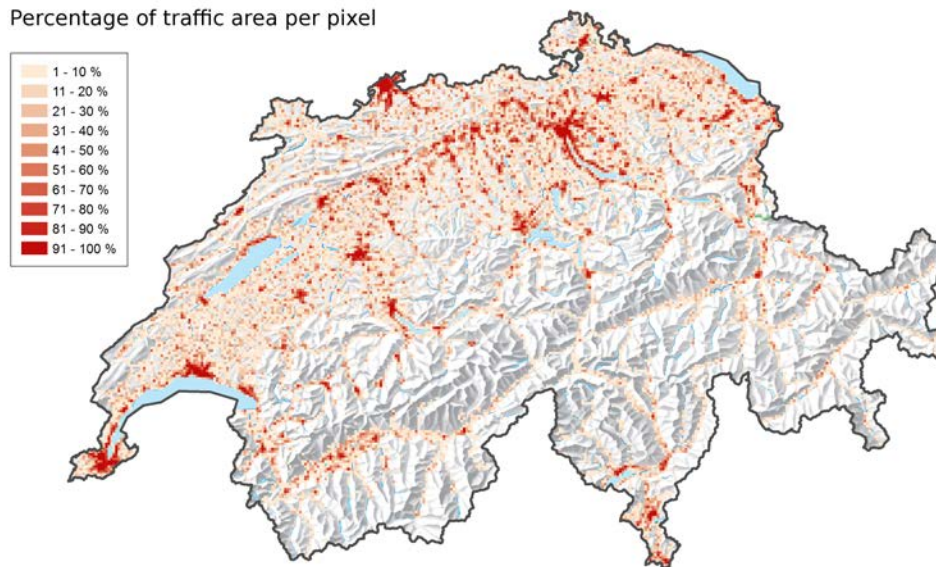 Percentage of traffic area per pixel
1 - 10 %
11 - 20 %
21 - 30 %
31 - 40 %
41 - 50 %
51 - 60 %
61 - 70 %
71 - 80 %
81 - 90 %
91 - 100 %